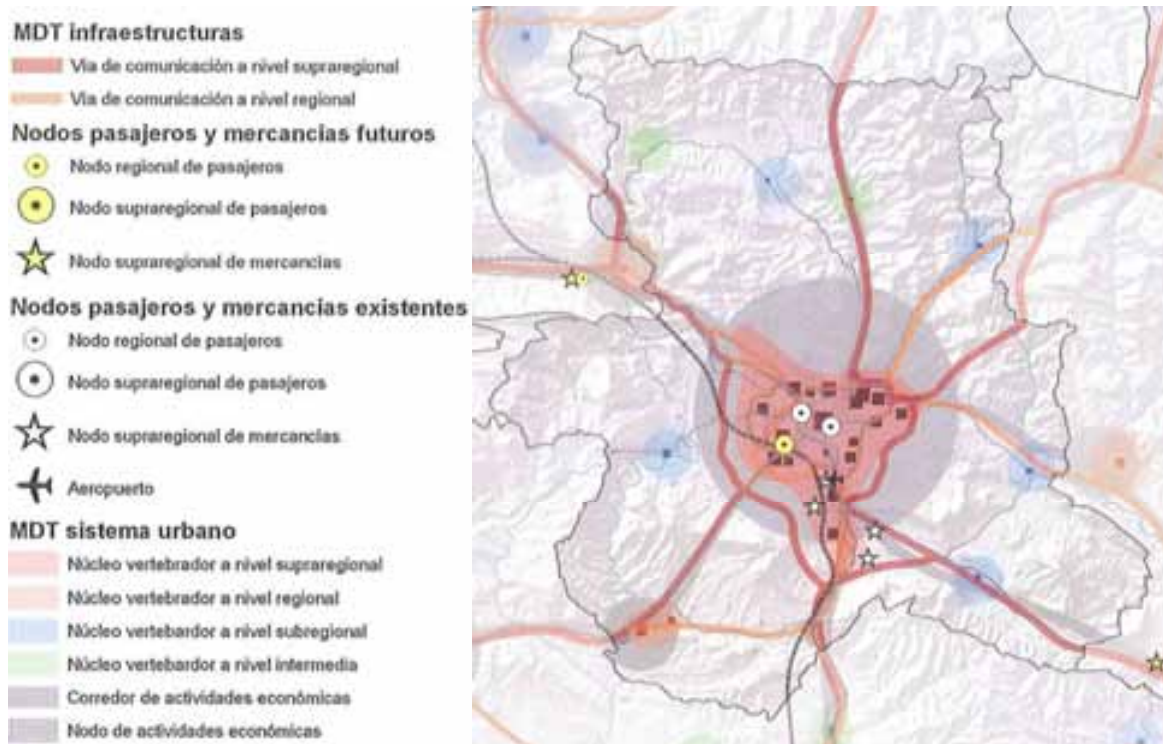 MDT infraestructuras
Via de comunicación a nivel supraregional
Via de comunicación a nivel regional
Nodos pasajeros y mercancias futuros
Nodo regional de pasajeros
Nodo supraregional de pasajeros
Nodo supraregional de mercancias
Nodos pasajeros y mercancias existentes
Nodo regional de pasajeros
Nodo supraregional de pasajeros
Nodo supraregional de mercancias
Aeropuerto
MDT sistema urbano
Núcleo vertebrador a nivel supraregional
Núcleo vertebrador a nivel regional
Núcleo vertebardor a nivel subregional
Núcleo vertebardor a nivel intermedia
Corredor de actividades económicas
Nodo de actividades económicas